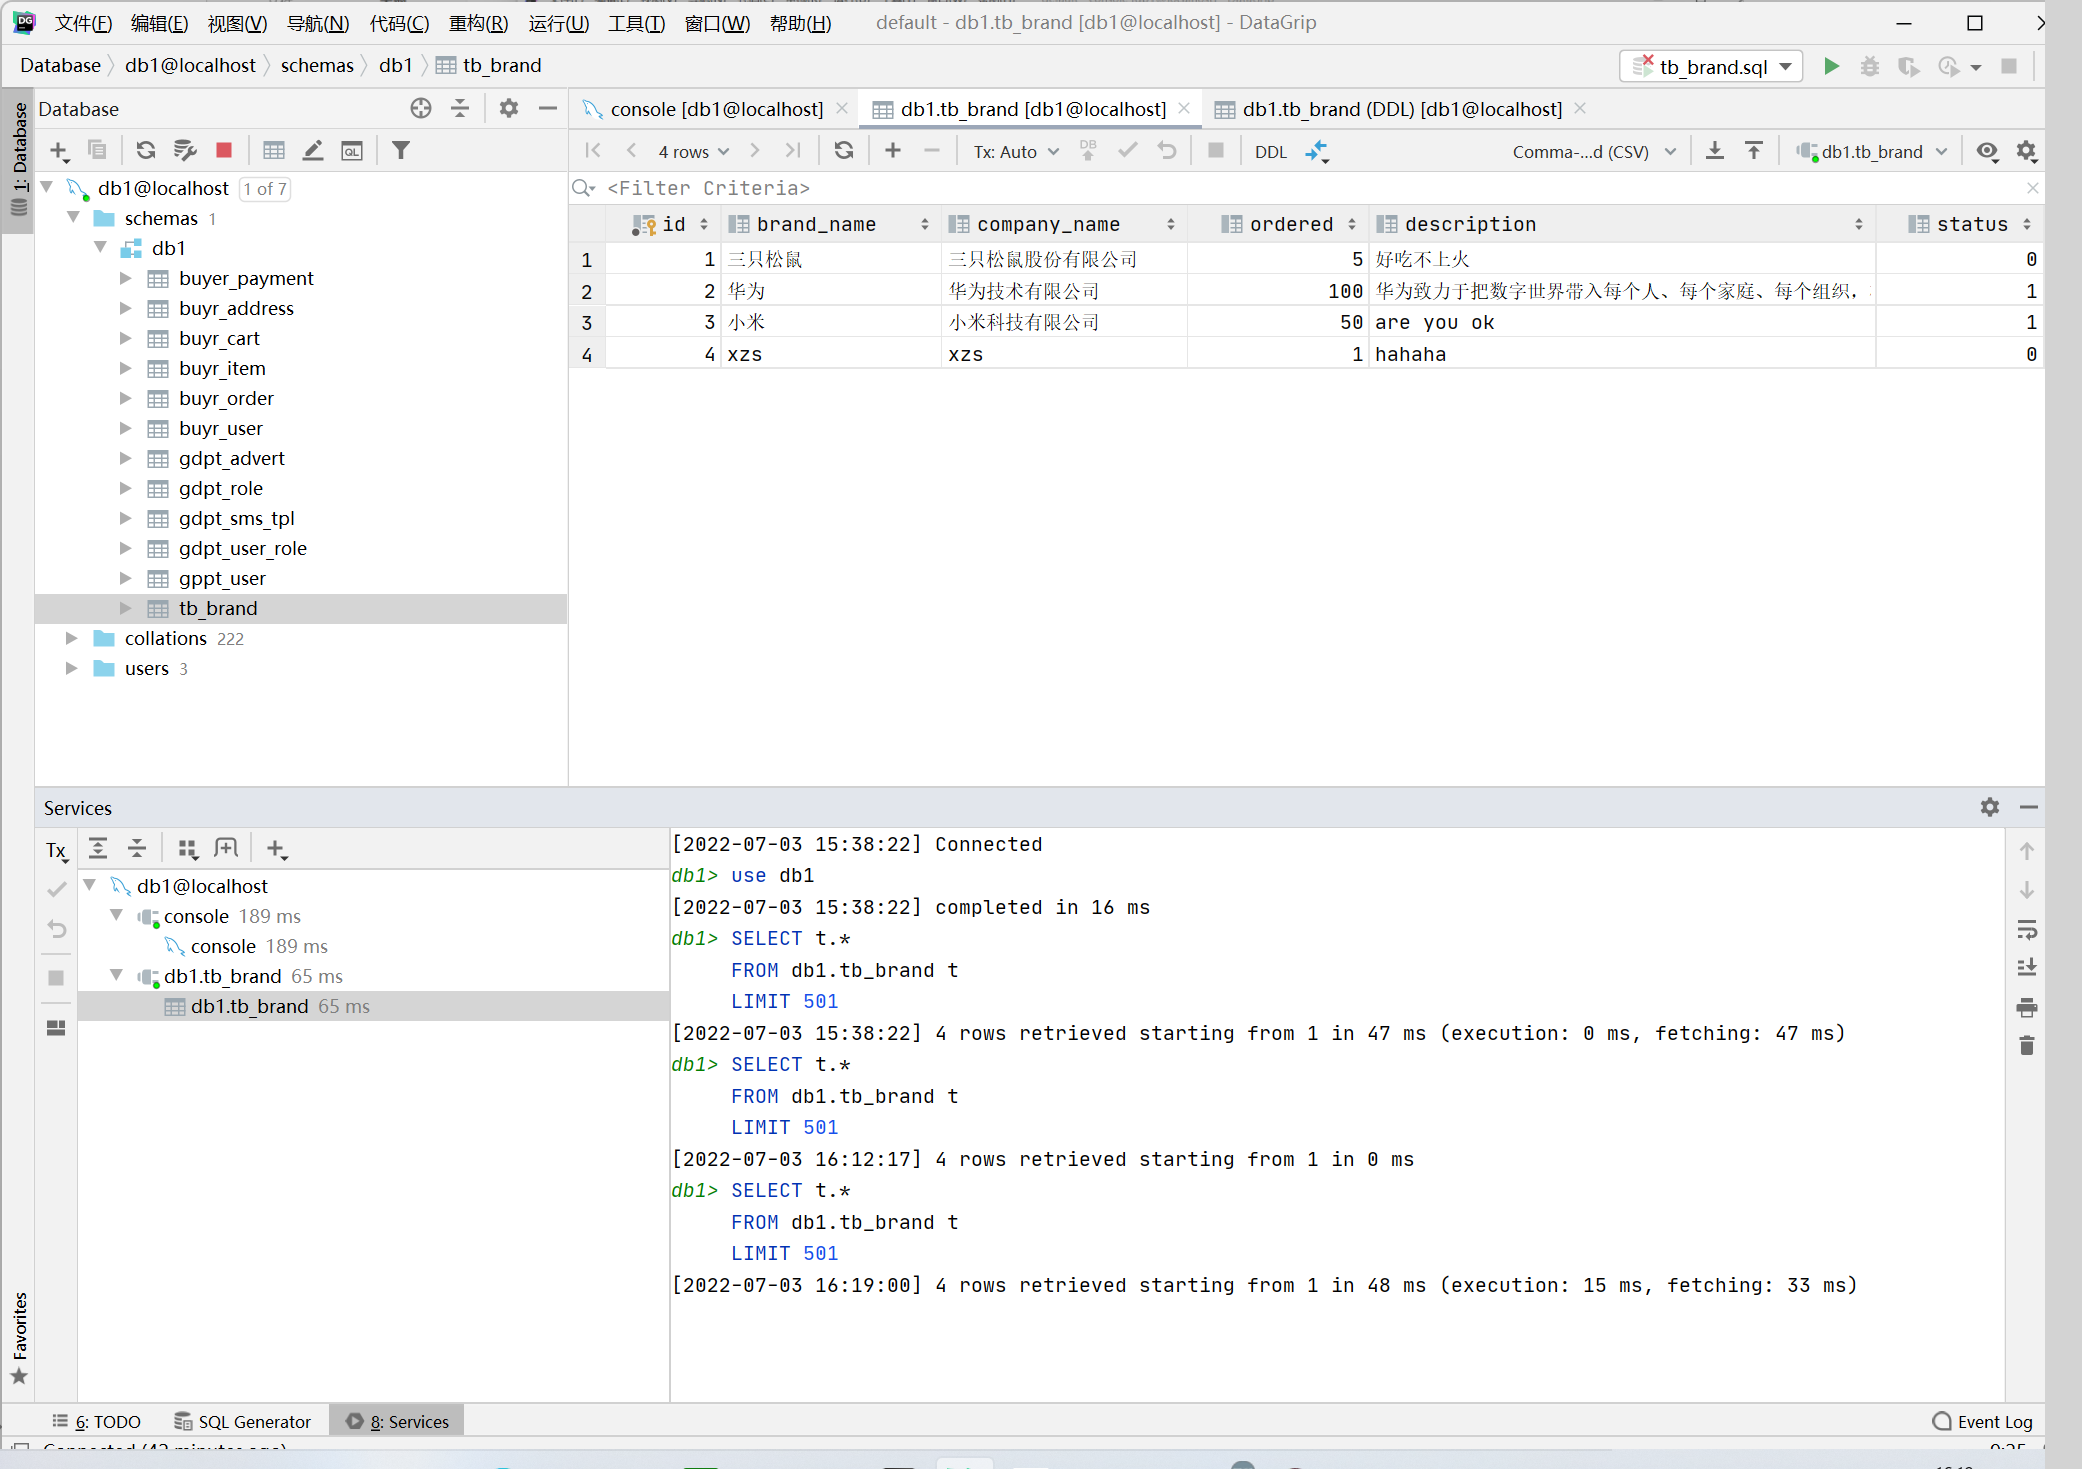 文件(F) 编辑(E) 视图(V) 导航(N) 代码(C) 重构(R) 运行(U) 工具(T) 窗口(W) 帮助(H) default - db1.tb_brand [db1@localhost] - DataGrip
Database db1@localhost schemas db1 tb_brand tb_brand.sql
1: Database
Database
console [db1@localhost] db1.tb_brand [db1@localhost] db1.tb_brand (DDL) [db1@localhost]
4 rows Tx: Auto DB DDL Comma-...d (CSV) db1.tb_brand
<Filter Criteria>
db1@localhost 1 of 7
schemas 1
db1
buyer_payment
buyr_address
buyr_cart
buyr_item
buyr_order
buyr_user
gdpt_advert
gdpt_role
gdpt_sms_tpl
gdpt_user_role
gppt_user
tb_brand
collations 222
users 3
id brand_name company_name ordered description status
1 1 三只松鼠 三只松鼠股份有限公司 5 好吃不上火 0
2 2 华为 华为技术有限公司 100 华为致力于把数字世界带入每个人、每个家庭、每个组织， 1
3 3 小米 小米科技有限公司 50 are you ok 1
4 4 xzs xzs 1 hahaha 0
Services
Tx
db1@localhost
console 189 ms
console 189 ms
db1.tb_brand 65 ms
db1.tb_brand 65 ms
[2022-07-03 15:38:22] Connected
db1> use db1
[2022-07-03 15:38:22] completed in 16 ms
db1> SELECT t.*
FROM db1.tb_brand t
LIMIT 501
[2022-07-03 15:38:22] 4 rows retrieved starting from 1 in 47 ms (execution: 0 ms, fetching: 47 ms)
db1> SELECT t.*
FROM db1.tb_brand t
LIMIT 501
[2022-07-03 16:12:17] 4 rows retrieved starting from 1 in 0 ms
db1> SELECT t.*
FROM db1.tb_brand t
LIMIT 501
[2022-07-03 16:19:00] 4 rows retrieved starting from 1 in 48 ms (execution: 15 ms, fetching: 33 ms)
Favorites
6: TODO SQL Generator 8: Services Event Log